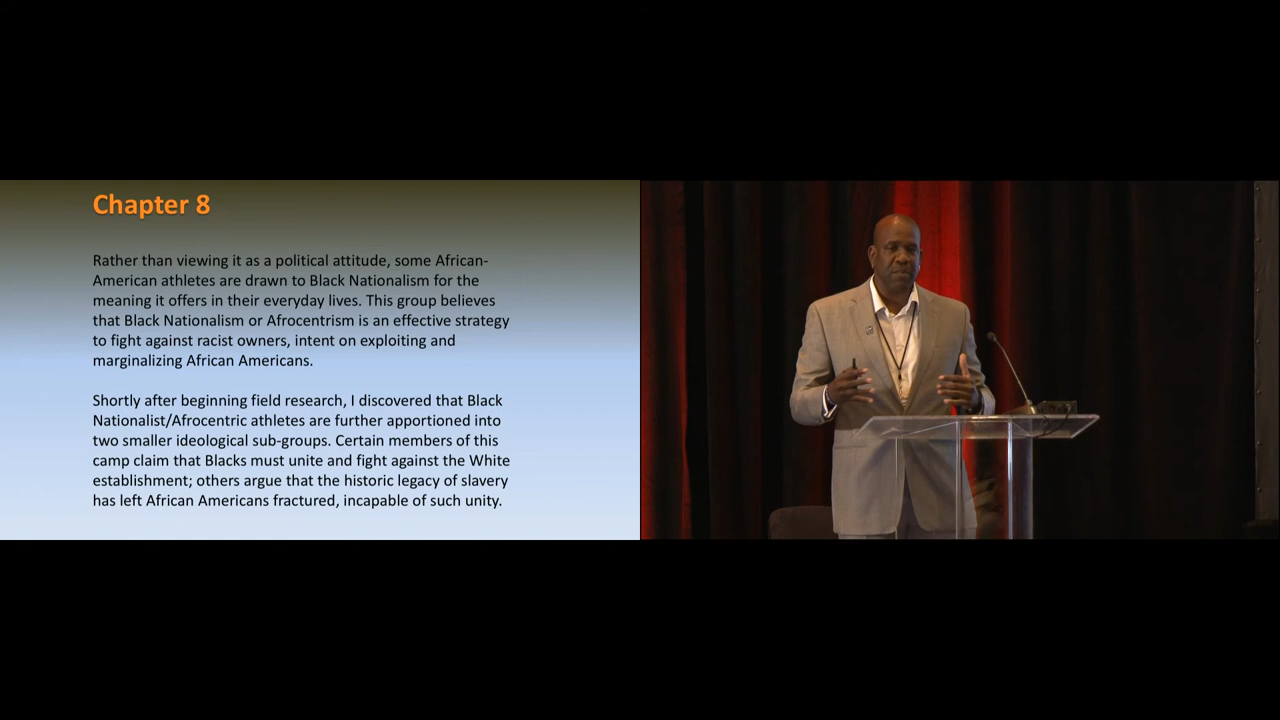 Chapter 8
Rather than viewing it as a political attitude, some African-
American athletes are drawn to Black Nationalism for the
meaning it offers in their everyday lives. This group believes
that Black Nationalism or Afrocentrism is an effective strategy
to fight against racist owners, intent on exploiting and
marginalizing African Americans.
Shortly after beginning field research, I discovered that Black
Nationalist/Afrocentric athletes are further apportioned into
two smaller ideological sub-groups. Certain members of this
camp claim that Blacks must unite and fight against the White
establishment; others argue that the historic legacy of slavery
has left African Americans fractured, incapable of such unity.